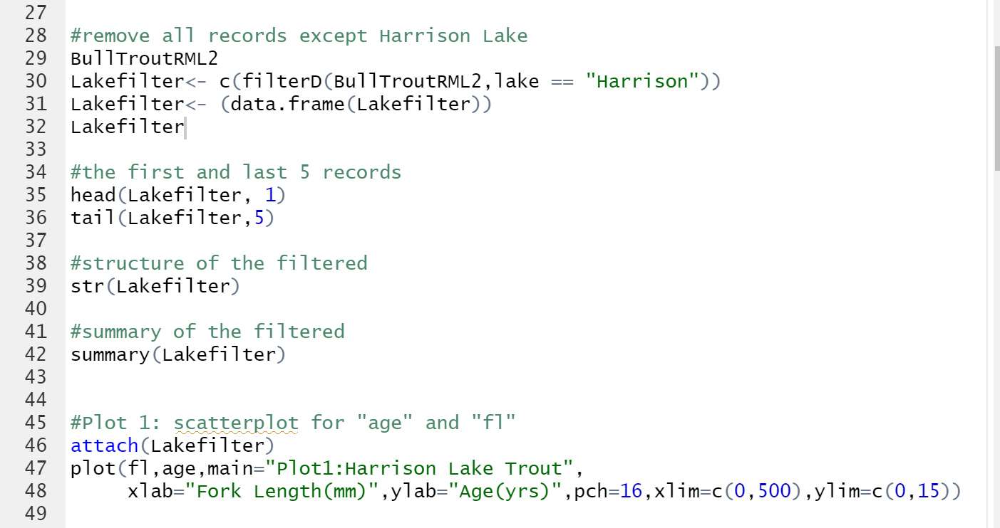 27
28 #remove all records except Harrison Lake
29 BullTroutRML2
30 Lakefilter<- c(filterD(BullTroutRML2,lake == "Harrison"))
31 Lakefilter<- (data.frame(Lakefilter))
32 Lakefilter
33
34 #the first and last 5 records
35 head(Lakefilter, 1)
36 tail(Lakefilter,5)
37
38 #structure of the filtered
39 str(Lakefilter)
40
41 #summary of the filtered
42 summary(Lakefilter)
43
44
45 #Plot 1: scatterplot for "age" and "fl"
46 attach(Lakefilter)
47 plot(fl,age,main="Plot1:Harrison Lake Trout",
48      xlab="Fork Length(mm)",ylab="Age(yrs)",pch=16,xlim=c(0,500),ylim=c(0,15))
49